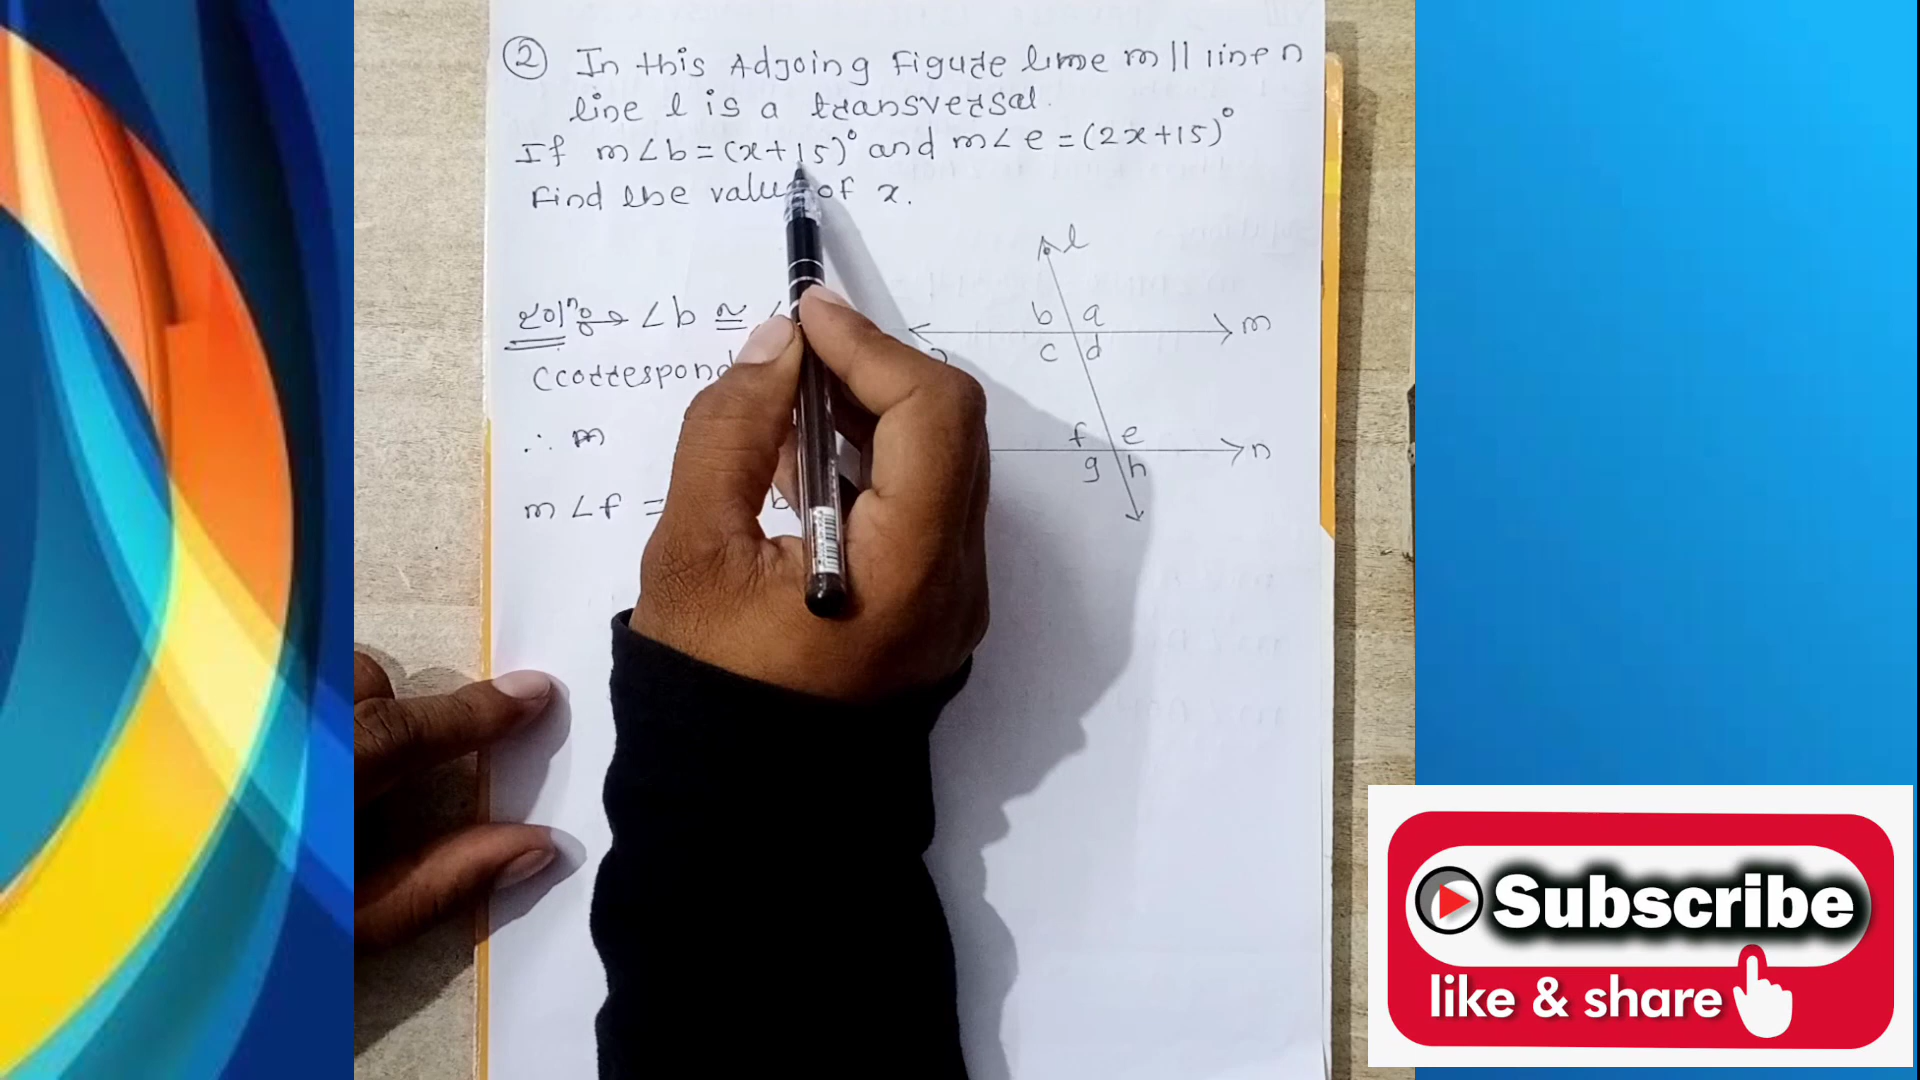 ② In this Adjoing Figure line m || line n
line l is a transversal.
If m∠b = (x+15)° and m∠e = (2x+15)°
Find the value of x.
l
soln ∠b ≅ ∠
b a
m
c d
∴ m
f e
n
g h
m∠f = b
Subscribe
like & share